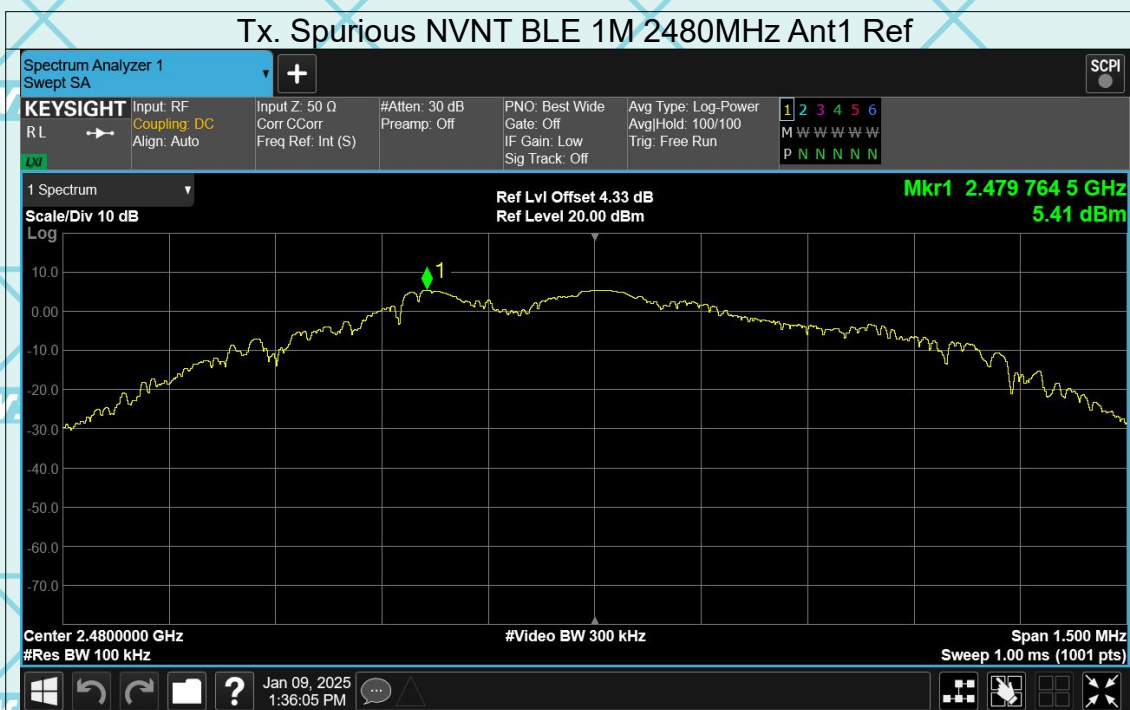 Tx. Spurious NVNT BLE 1M 2480MHz Ant1 Ref
Spectrum Analyzer 1
Swept SA
+
SCPI
KEYSIGHT
RL
LXI
Input: RF
Coupling: DC
Align: Auto
Input Z: 50 Ω
Corr CCorr
Freq Ref: Int (S)
#Atten: 30 dB
Preamp: Off
PNO: Best Wide
Gate: Off
IF Gain: Low
Sig Track: Off
Avg Type: Log-Power
Avg|Hold: 100/100
Trig: Free Run
1 2 3 4 5 6
M W W W W W
P N N N N N
1 Spectrum
Scale/Div 10 dB
Ref Lvl Offset 4.33 dB
Ref Level 20.00 dBm
Mkr1 2.479 764 5 GHz
5.41 dBm
Log
1
10.0
0.00
-10.0
-20.0
-30.0
-40.0
-50.0
-60.0
-70.0
Center 2.4800000 GHz
#Video BW 300 kHz
Span 1.500 MHz
#Res BW 100 kHz
Sweep 1.00 ms (1001 pts)
?
Jan 09, 2025
1:36:05 PM